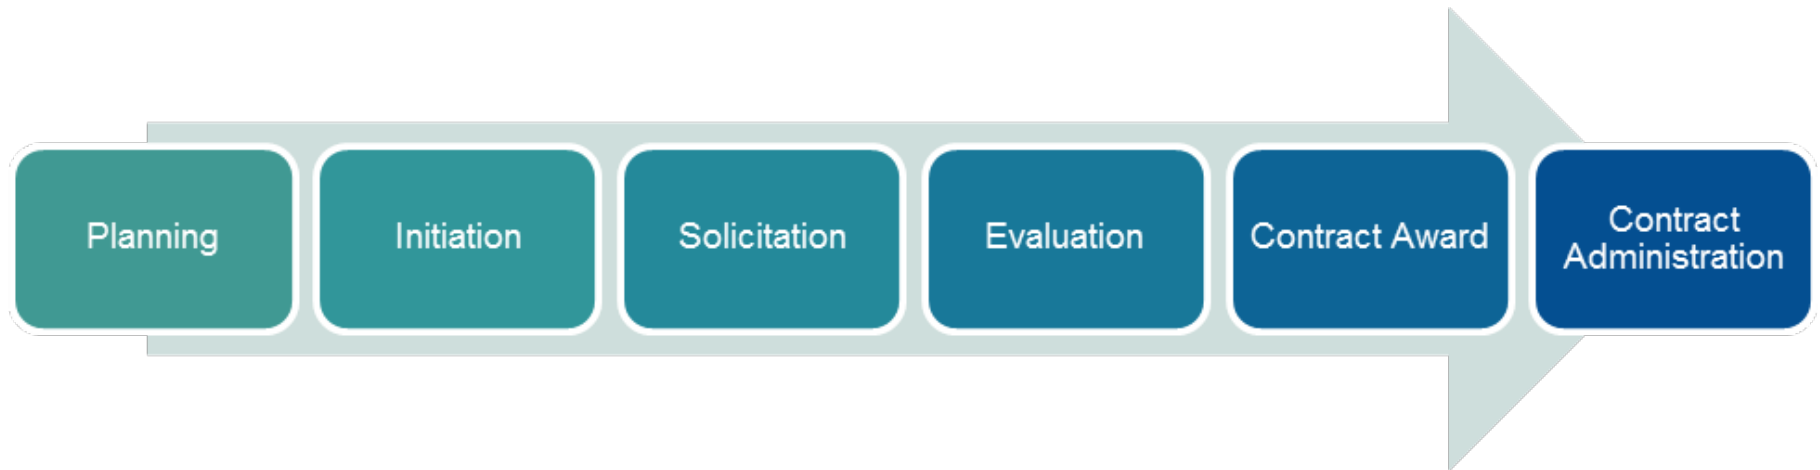 Planning
Initiation
Solicitation
Evaluation
Contract Award
Contract
Administration